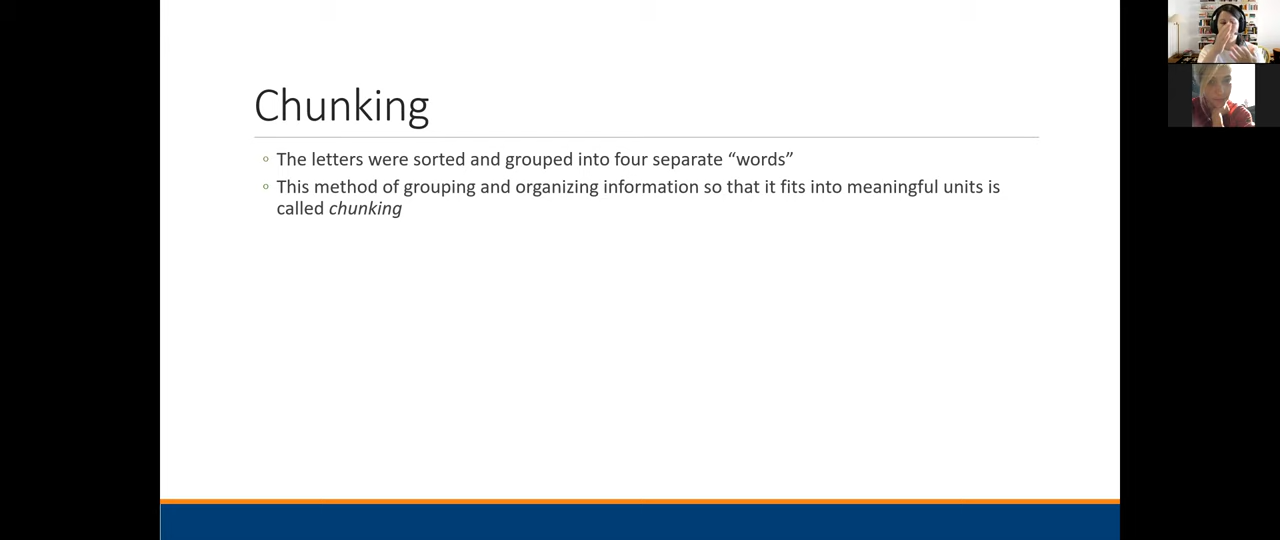 Chunking
The letters were sorted and grouped into four separate “words”
This method of grouping and organizing information so that it fits into meaningful units is
called chunking